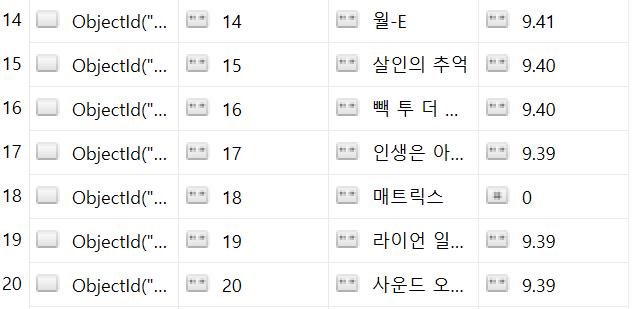 14 ObjectId("... 14 월-E 9.41
15 ObjectId("... 15 살인의 추억 9.40
16 ObjectId("... 16 빽 투 더 ... 9.40
17 ObjectId("... 17 인생은 아... 9.39
18 ObjectId("... 18 매트릭스 0
19 ObjectId("... 19 라이언 일... 9.39
20 ObjectId("... 20 사운드 오... 9.39